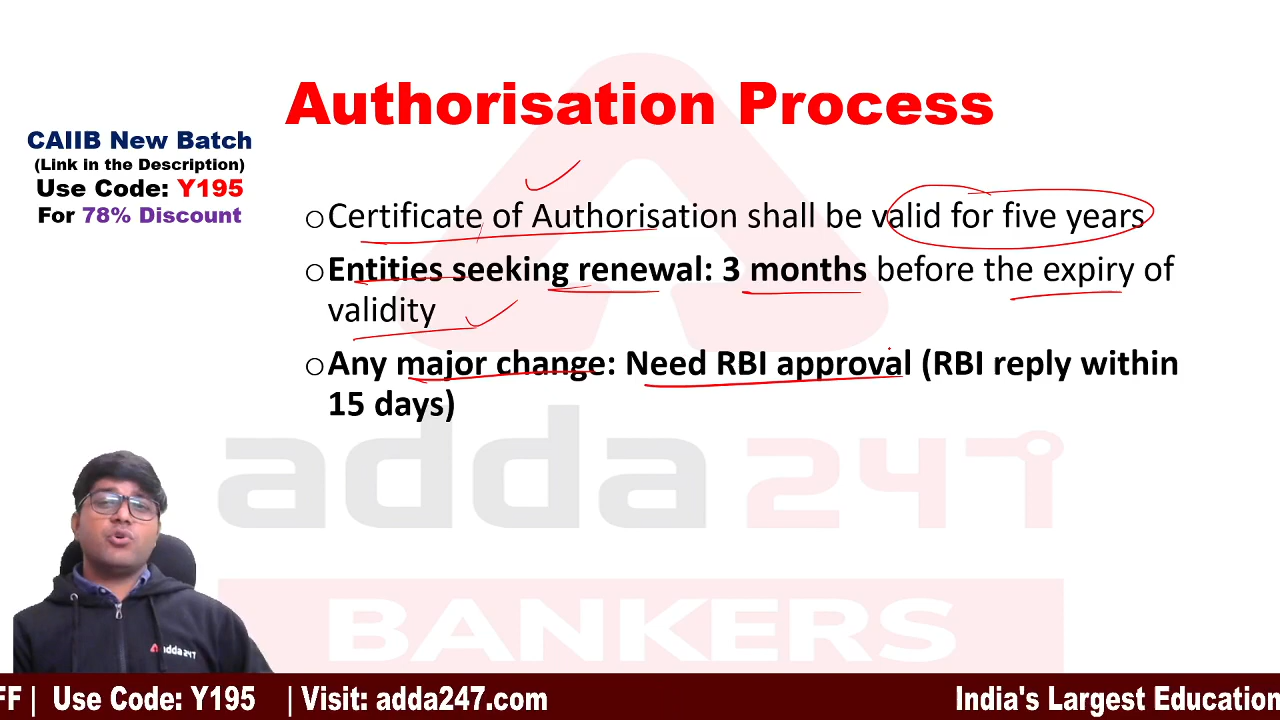 Authorisation Process
CAIIB New Batch
(Link in the Description)
Use Code: Y195
For 78% Discount
○Certificate of Authorisation shall be valid for five years
○Entities seeking renewal: 3 months before the expiry of
validity
○Any major change: Need RBI approval (RBI reply within
15 days)
adda247
BANKERS
adda247
FF | Use Code: Y195 | Visit: adda247.com
India's Largest Education